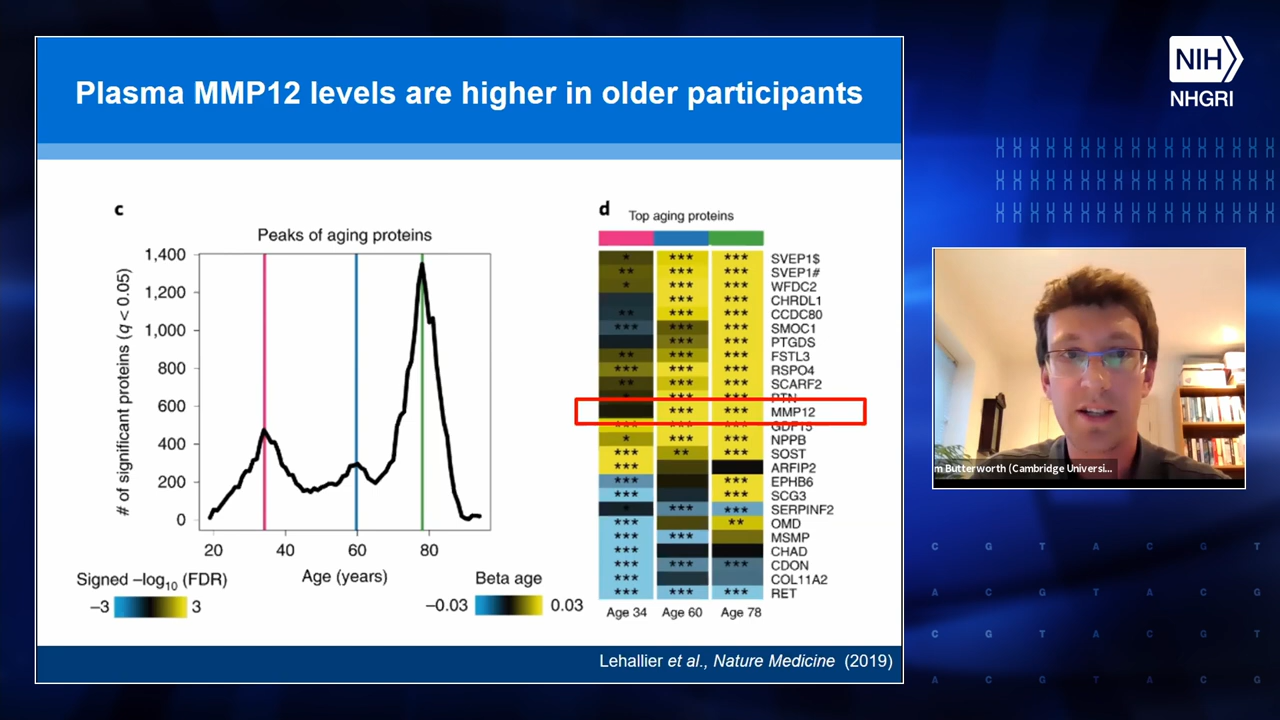 Plasma MMP12 levels are higher in older participants
NIH
NHGRI
c
Peaks of aging proteins
# of significant proteins (q < 0.05)
1,400
1,200
1,000
800
600
400
200
0
20 40 60 80
Age (years)
Signed –log10 (FDR)
–3 3
Beta age
–0.03 0.03
d
Top aging proteins
* *** *** SVEP1$
** *** *** SVEP1#
* *** *** WFDC2
*** *** CHRDL1
** *** *** CCDC80
*** *** *** SMOC1
*** *** PTGDS
** *** *** FSTL3
*** *** *** RSPO4
** *** *** SCARF2
* *** *** PTN
*** *** MMP12
*** *** *** GDF15
* *** *** NPPB
*** ** *** SOST
*** ARFIP2
*** *** EPHB6
*** *** SCG3
* *** *** SERPINF2
*** ** OMD
*** *** MSMP
*** CHAD
*** *** *** CDON
*** COL11A2
*** *** *** RET
Age 34 Age 60 Age 78
Lehallier et al., Nature Medicine (2019)
m Butterworth (Cambridge Universi...
C G T A C G T
A C G T A C G
C G T A C G T
A C G T A C G